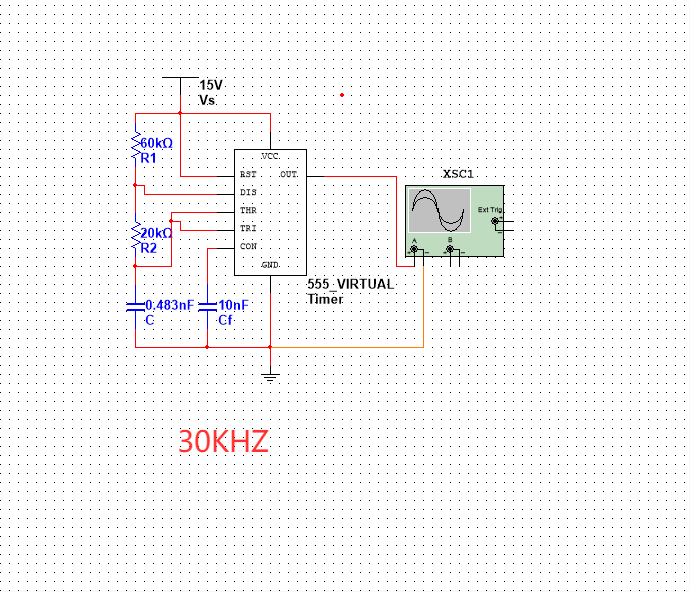 15V
Vs
60kΩ
R1
VCC
RST
OUT
DIS
THR
20kΩ
R2
TRI
CON
GND
XSC1
Ext Trig
+
-
A
B
+
-
+
-
0.483nF
C
10nF
Cf
555_VIRTUAL
Timer
30KHZ